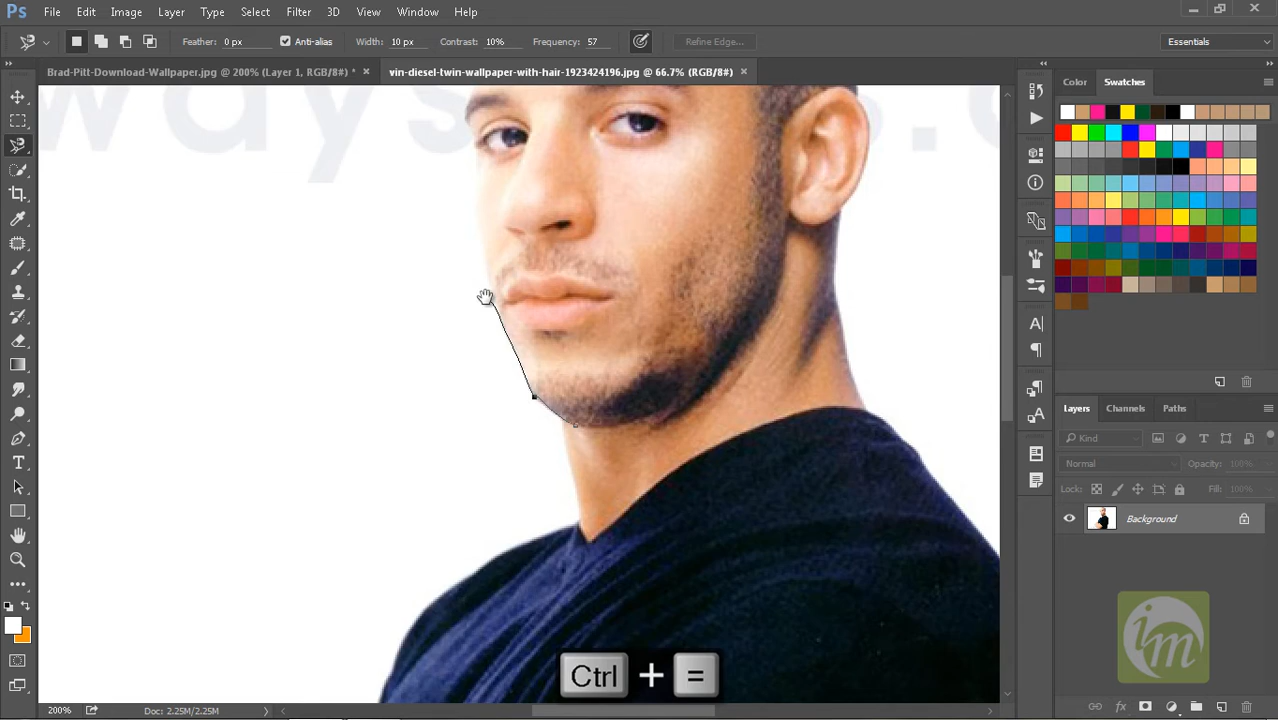 Ps File Edit Image Layer Type Select Filter 3D View Window Help
Feather: 0 px Anti-alias Width: 10 px Contrast: 10% Frequency: 57 Refine Edge... Essentials
Brad-Pitt-Download-Wallpaper.jpg @ 200% (Layer 1, RGB/8#) * × vin-diesel-twin-wallpaper-with-hair-1923424196.jpg @ 66.7% (RGB/8#) ×
Color Swatches
ways
Layers Channels Paths
Kind
Normal Opacity: 100%
Lock: Fill: 100%
Background
im
Ctrl + =
200% Doc: 2.25M/2.25M